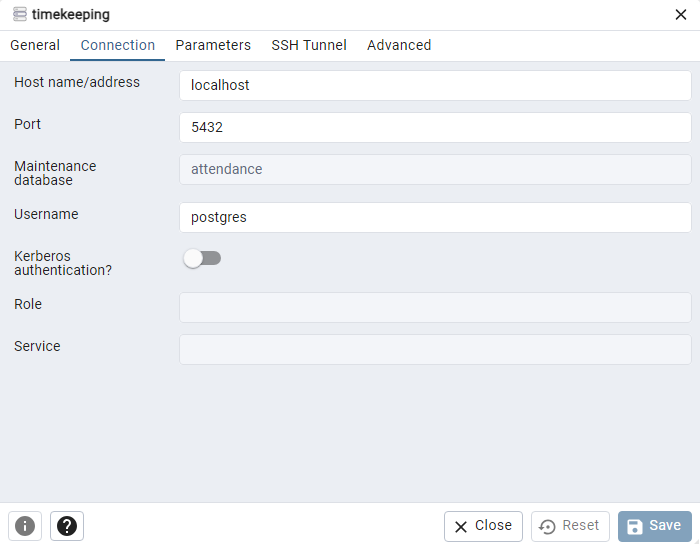 timekeeping
General Connection Parameters SSH Tunnel Advanced
Host name/address localhost
Port 5432
Maintenance
database
attendance
Username postgres
Kerberos
authentication?
Role
Service
Close Reset Save